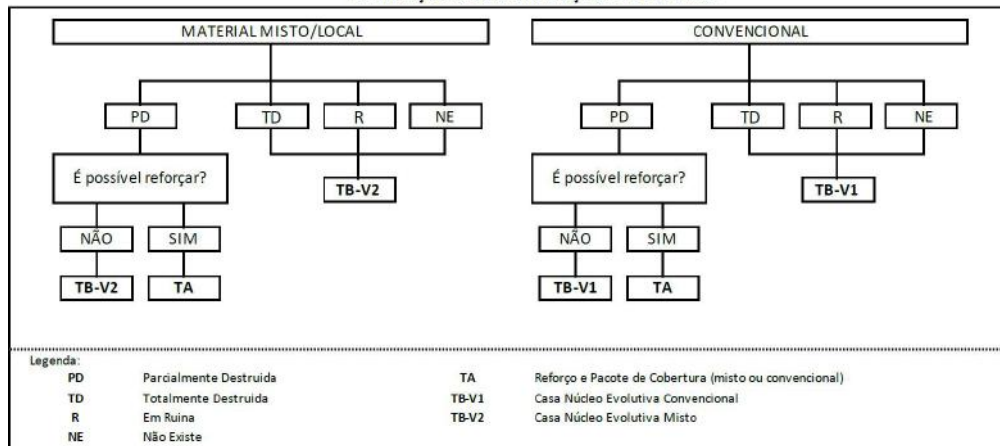 MATERIAL MISTO/LOCAL
CONVENCIONAL
PD
TD
R
NE
PD
TD
R
NE
É possível reforçar?
TB-V2
É possível reforçar?
TB-V1
NÃO
SIM
NÃO
SIM
TB-V2
TA
TB-V1
TA
Legenda:
PD Parcialmente Destruida
TA Reforço e Pacote de Cobertura (misto ou convencional)
TD Totalmente Destruida
TB-V1 Casa Núcleo Evolutiva Convencional
R Em Ruina
TB-V2 Casa Núcleo Evolutiva Misto
NE Não Existe